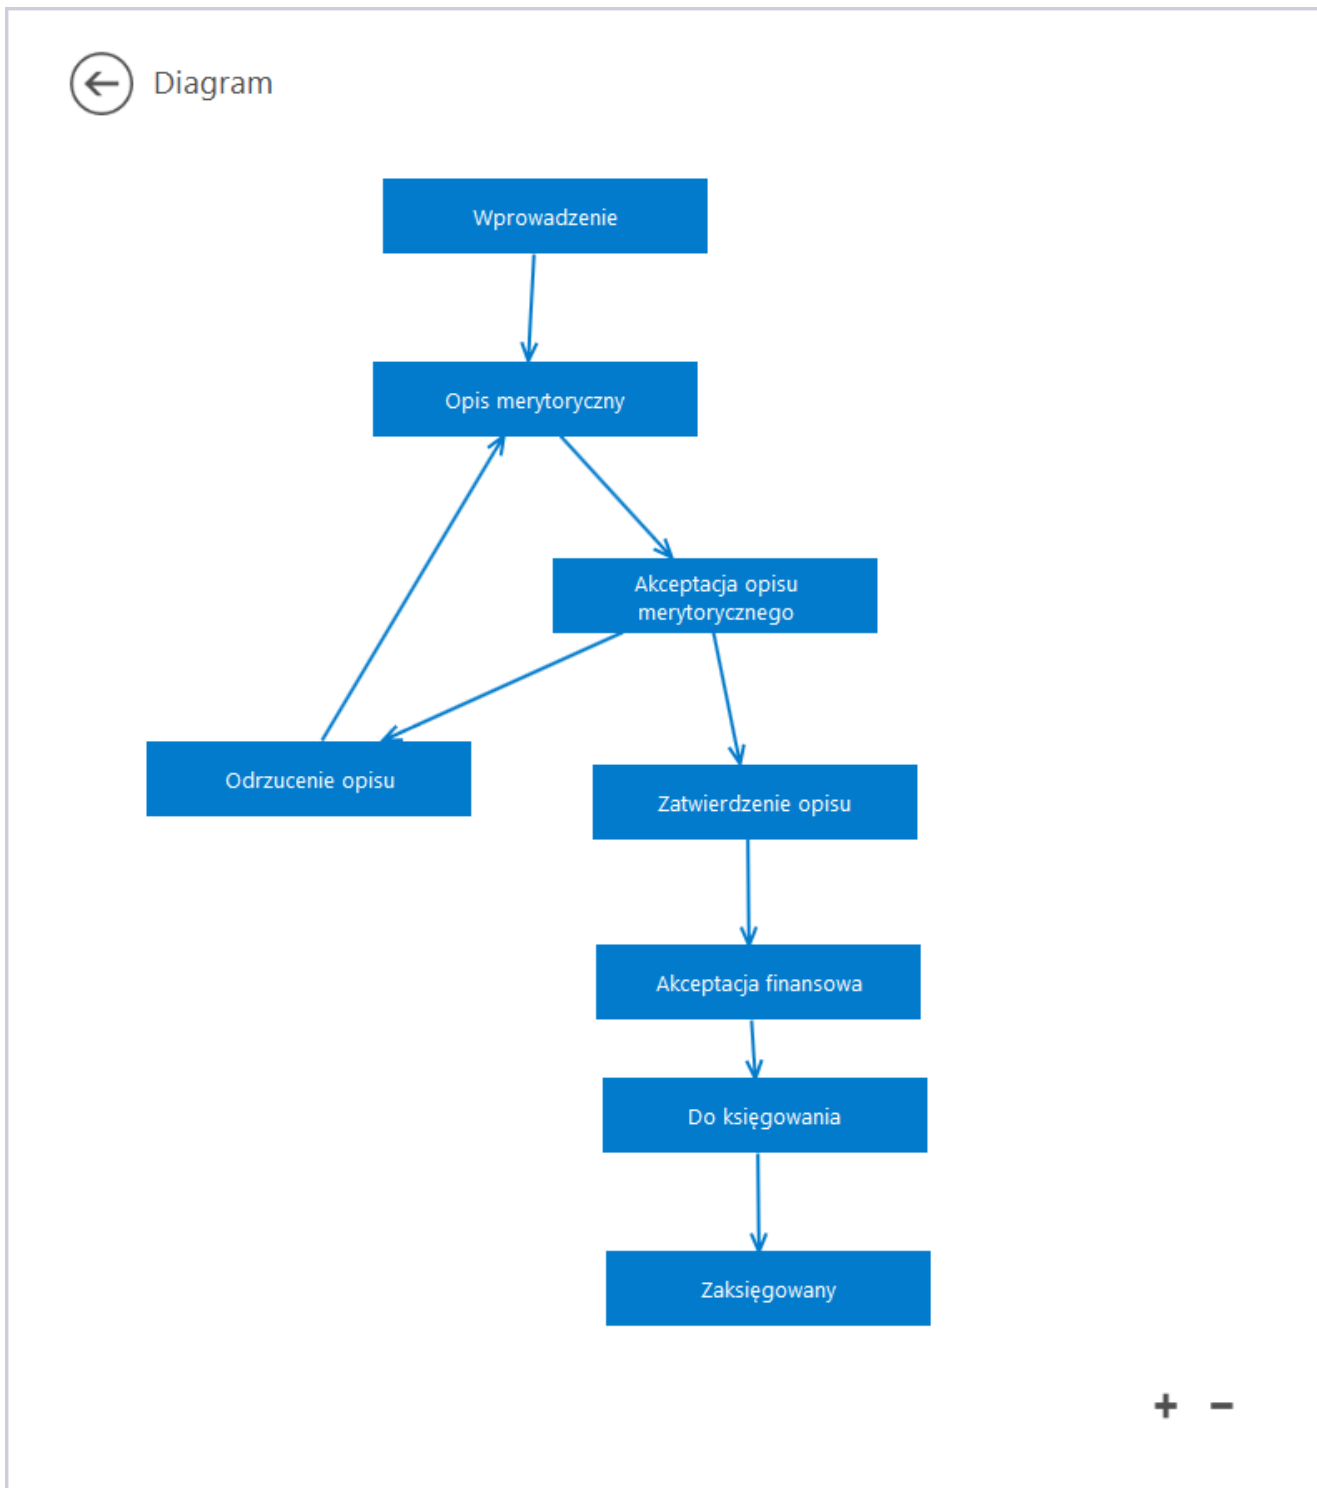 Diagram
Wprowadzenie
Opis merytoryczny
Akceptacja opisu
merytorycznego
Odrzucenie opisu
Zatwierdzenie opisu
Akceptacja finansowa
Do księgowania
Zaksięgowany